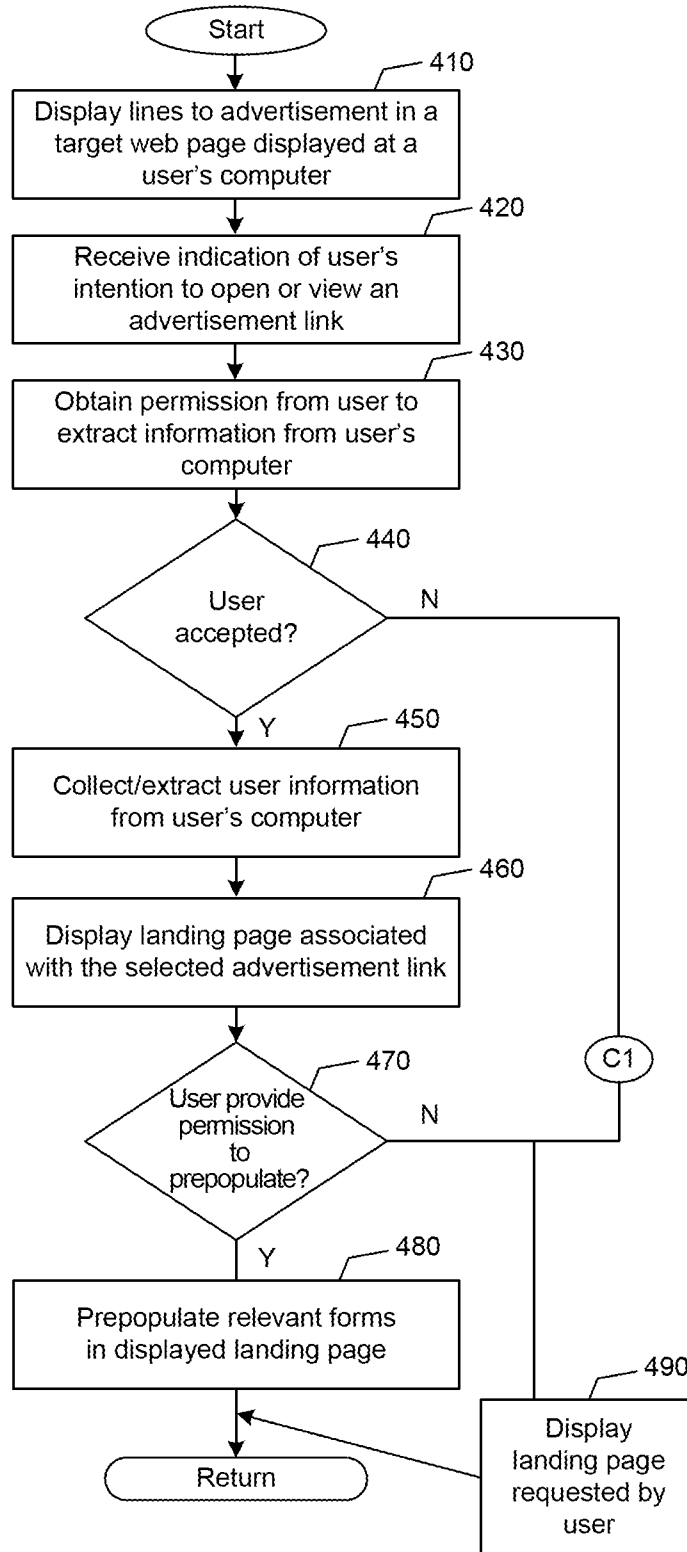 Start
410
Display lines to advertisement in a
target web page displayed at a
user's computer
420
Receive indication of user's
intention to open or view an
advertisement link
430
Obtain permission from user to
extract information from user's
computer
440
User
accepted?
N
Y
450
Collect/extract user information
from user's computer
460
Display landing page associated
with the selected advertisement link
C1
470
User provide
permission
to
prepopulate?
N
Y
480
Prepopulate relevant forms
in displayed landing page
490
Display
landing page
requested by
user
Return